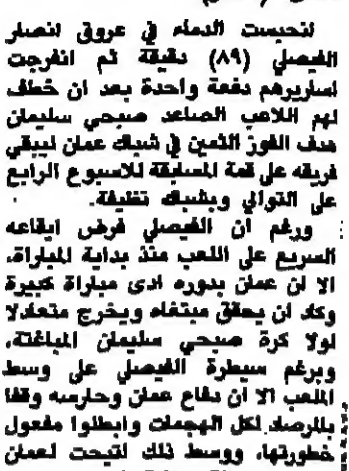 انحبست الدماء في عروق انصار
الفيصلي (٨٩) دقيقة ثم انفرجت
اساريرهم دفعة واحدة بعد ان خطف
لهم اللاعب الصاعد صبحي سليمان
هدف الفوز الثمين في شباك عمان ليبقي
فريقه على قمة المسابقة للاسبوع الرابع
على التوالي وبشباك نظيفة.
ورغم ان الفيصلي فرض ايقاعه
السريع على اللعب منذ بداية المباراة،
الا ان عمان بدوره ادى مباراة كبيرة
وكاد ان يحقق مبتغاه ويخرج متعادلا
لولا كرة صبحي سليمان المباغتة،
وبرغم سيطرة الفيصلي على وسط
الملعب الا ان دفاع عمان وحارسه وقفا
بالمرصاد لكل الهجمات وابطلوا مفعول
خطورتها، ووسط ذلك اتيحت لعمان